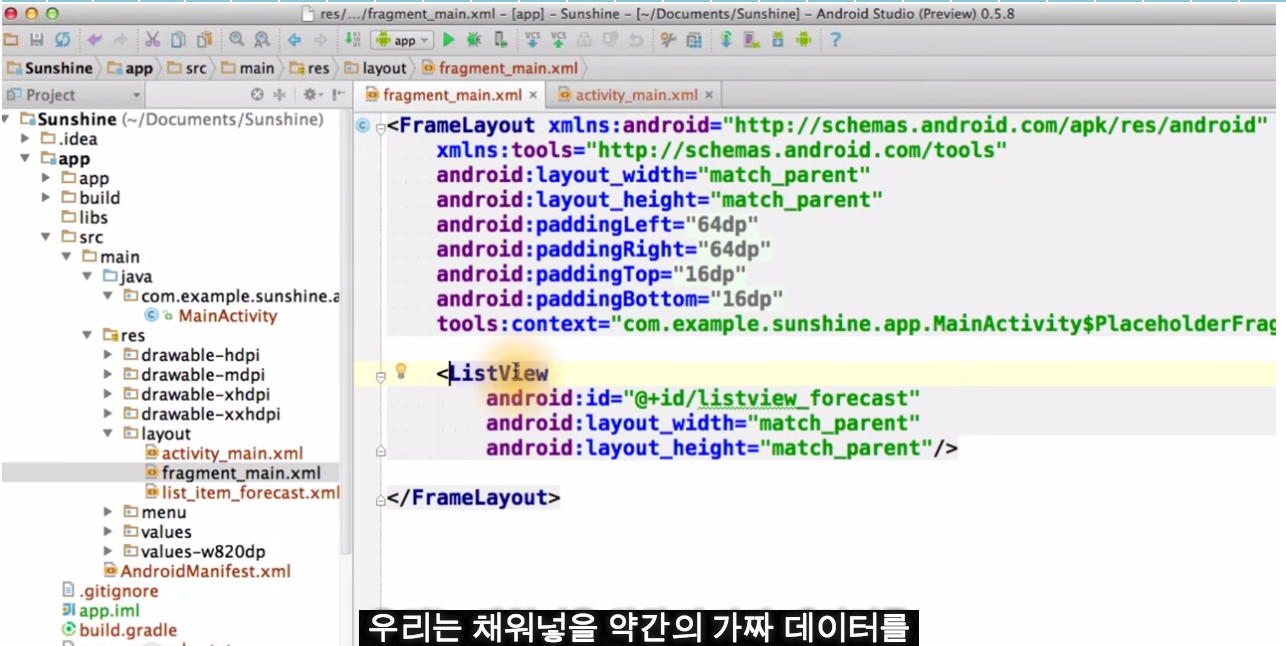 res/.../fragment_main.xml - [app] - Sunshine - [~/Documents/Sunshine] - Android Studio (Preview) 0.5.8
VCS VCS
app
?
Sunshine app src main res layout fragment_main.xml
Project
fragment_main.xml × activity_main.xml ×
Sunshine (~/Documents/Sunshine)
.idea
app
app
build
libs
src
main
java
com.example.sunshine.a
MainActivity
res
drawable-hdpi
drawable-mdpi
drawable-xhdpi
drawable-xxhdpi
layout
activity_main.xml
fragment_main.xml
list_item_forecast.xml
menu
values
values-w820dp
AndroidManifest.xml
.gitignore
app.iml
build.gradle
<FrameLayout xmlns:android="http://schemas.android.com/apk/res/android"
xmlns:tools="http://schemas.android.com/tools"
android:layout_width="match_parent"
android:layout_height="match_parent"
android:paddingLeft="64dp"
android:paddingRight="64dp"
android:paddingTop="16dp"
android:paddingBottom="16dp"
tools:context="com.example.sunshine.app.MainActivity$PlaceholderFrag
<ListView
android:id="@+id/listview_forecast"
android:layout_width="match_parent"
android:layout_height="match_parent"/>
</FrameLayout>
우리는 채워넣을 약간의 가짜 데이터를